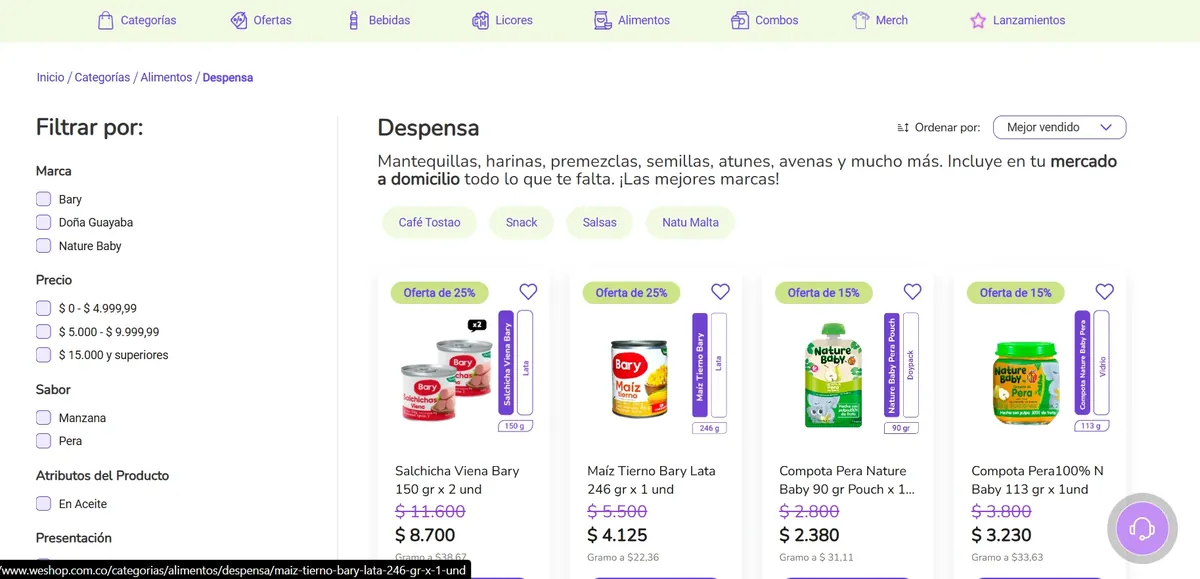 Categorías
Ofertas
Bebidas
Licores
Alimentos
Combos
Merch
Lanzamientos
Inicio / Categorías / Alimentos / Despensa
Filtrar por:
Marca
Bary
Doña Guayaba
Nature Baby
Precio
$ 0 - $ 4.999,99
$ 5.000 - $ 9.999,99
$ 15.000 y superiores
Sabor
Manzana
Pera
Atributos del Producto
En Aceite
Presentación
Despensa
Ordenar por:
Mejor vendido
Mantequillas, harinas, premezclas, semillas, atunes, avenas y mucho más. Incluye en tu mercado
a domicilio todo lo que te falta. ¡Las mejores marcas!
Café Tostao
Snack
Salsas
Natu Malta
Oferta de 25%
x2
Bary
Bary
Salchichas
Viena
Salchicha Viena Bary
Lata
150 g
Salchicha Viena Bary
150 gr x 2 und
$ 11.600
$ 8.700
Gramo a $38,67
Oferta de 25%
Bary
Maíz
tierno
Maíz Tierno Bary
Lata
246 g
Maíz Tierno Bary Lata
246 gr x 1 und
$ 5.500
$ 4.125
Gramo a $22,36
Oferta de 15%
Nature
Baby
Nature Baby Pera Pouch
Doypack
90 gr
Compota Pera Nature
Baby 90 gr Pouch x 1...
$ 2.800
$ 2.380
Gramo a $ 31,11
Oferta de 15%
Nature
Baby
Pera
Compota Nature Baby Pera
Vidrio
113 g
Compota Pera100% N
Baby 113 gr x 1und
$ 3.800
$ 3.230
Gramo a $33,63
/www.weshop.com.co/categorias/alimentos/despensa/maiz-tierno-bary-lata-246-gr-x-1-und